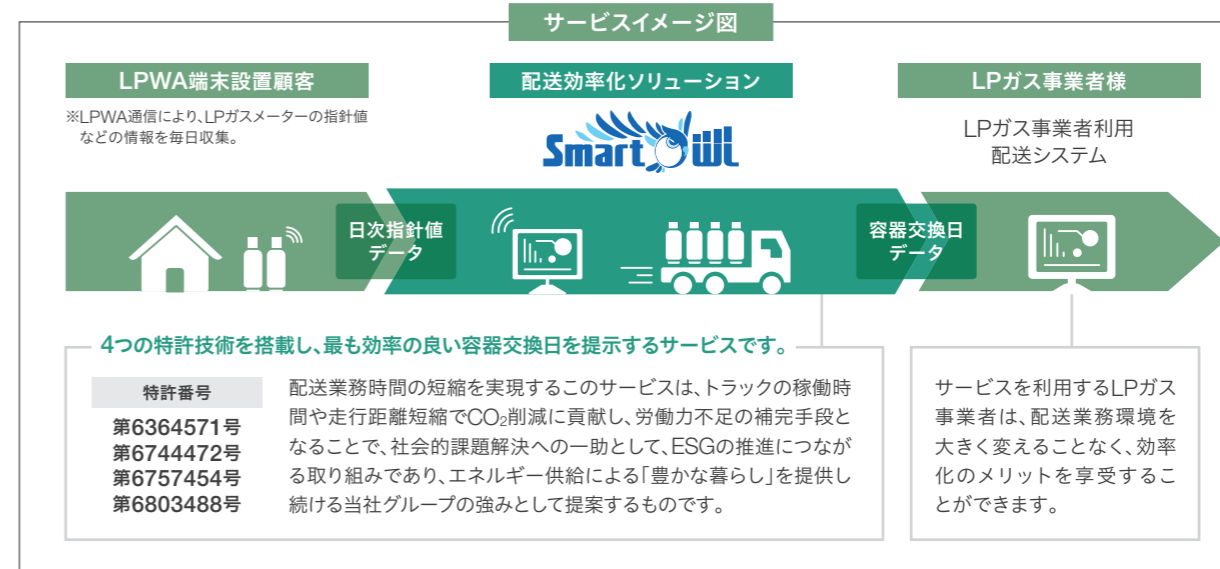 サービスイメージ図
LPWA端末設置顧客
※LPWA通信により、LPガスメーターの指針値
などの情報を毎日収集。
配送効率化ソリューション
Smart OWL
LPガス事業者様
LPガス事業者利用
配送システム
日次指針値
データ
容器交換日
データ
4つの特許技術を搭載し、最も効率の良い容器交換日を提示するサービスです。
特許番号
第6364571号
第6744472号
第6757454号
第6803488号
配送業務時間の短縮を実現するこのサービスは、トラックの稼働時
間や走行距離短縮でCO₂削減に貢献し、労働力不足の補完手段と
なることで、社会的課題解決への一助として、ESGの推進につなが
る取り組みであり、エネルギー供給による「豊かな暮らし」を提供し
続ける当社グループの強みとして提案するものです。
サービスを利用するLPガス
事業者は、配送業務環境を
大きく変えることなく、効率
化のメリットを享受するこ
とができます。